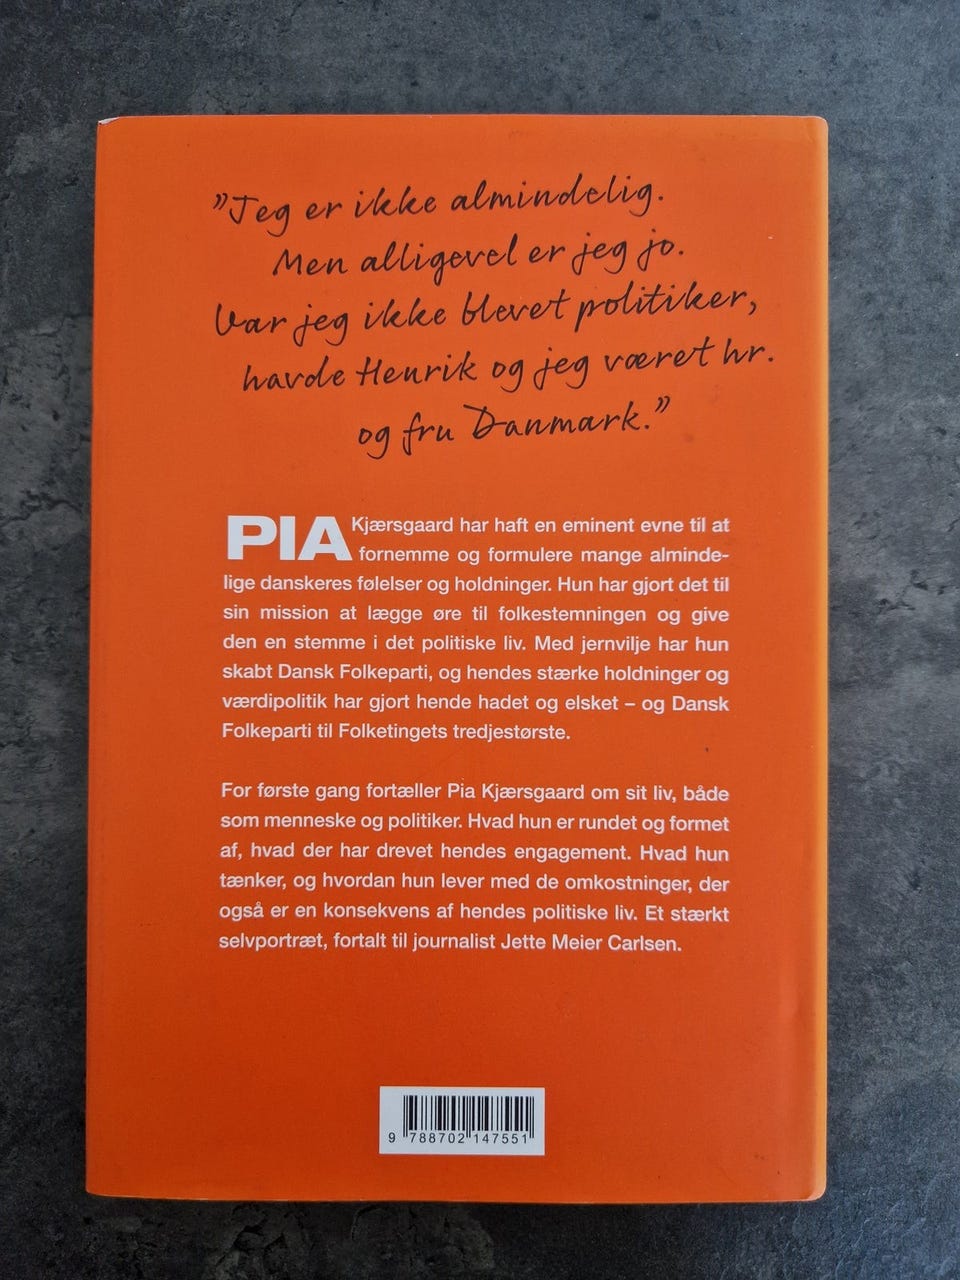 ”Jeg er ikke almindelig.
Men alligevel er jeg jo.
Var jeg ikke blevet politiker,
havde Henrik og jeg været hr.
og fru Danmark.”
PIA Kjærsgaard har haft en eminent evne til at
fornemme og formulere mange alminde-
lige danskeres følelser og holdninger. Hun har gjort det til
sin mission at lægge øre til folkestemningen og give
den en stemme i det politiske liv. Med jernvilje har hun
skabt Dansk Folkeparti, og hendes stærke holdninger og
værdipolitik har gjort hende hadet og elsket – og Dansk
Folkeparti til Folketingets tredjestørste.
For første gang fortæller Pia Kjærsgaard om sit liv, både
som menneske og politiker. Hvad hun er rundet og formet
af, hvad der har drevet hendes engagement. Hvad hun
tænker, og hvordan hun lever med de omkostninger, der
også er en konsekvens af hendes politiske liv. Et stærkt
selvportræt, fortalt til journalist Jette Meier Carlsen.
9 788702 147551